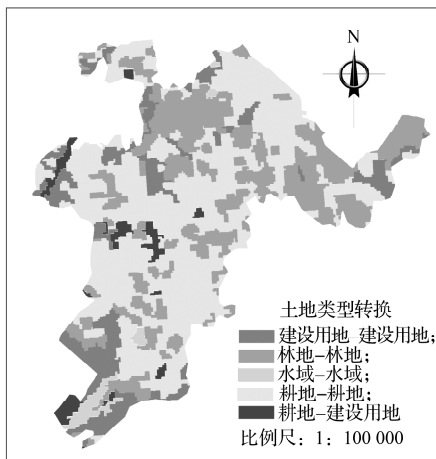 N
土地类型转换
建设用地–建设用地;
林地–林地;
水域–水域;
耕地–耕地;
耕地–建设用地
比例尺: 1: 100 000